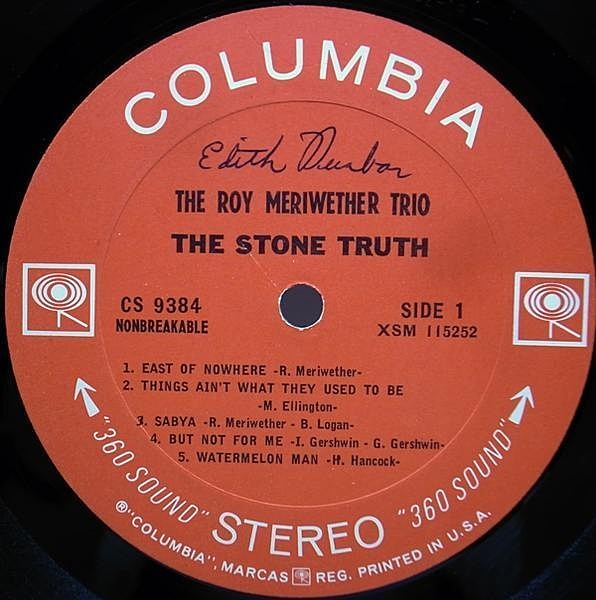 COLUMBIA
Edith Dunbar
THE ROY MERIWETHER TRIO
THE STONE TRUTH
CS 9384
NONBREAKABLE
SIDE 1
XSM 115252
1. EAST OF NOWHERE -R. Meriwether-
2. THINGS AIN'T WHAT THEY USED TO BE
-M. Ellington-
3. SABYA -R. Meriwether - B. Logan-
4. BUT NOT FOR ME -I. Gershwin - G. Gershwin-
5. WATERMELON MAN -H. Hancock-
"360 SOUND" STEREO "360 SOUND"
®"COLUMBIA", MARCAS REG. PRINTED IN U.S.A.